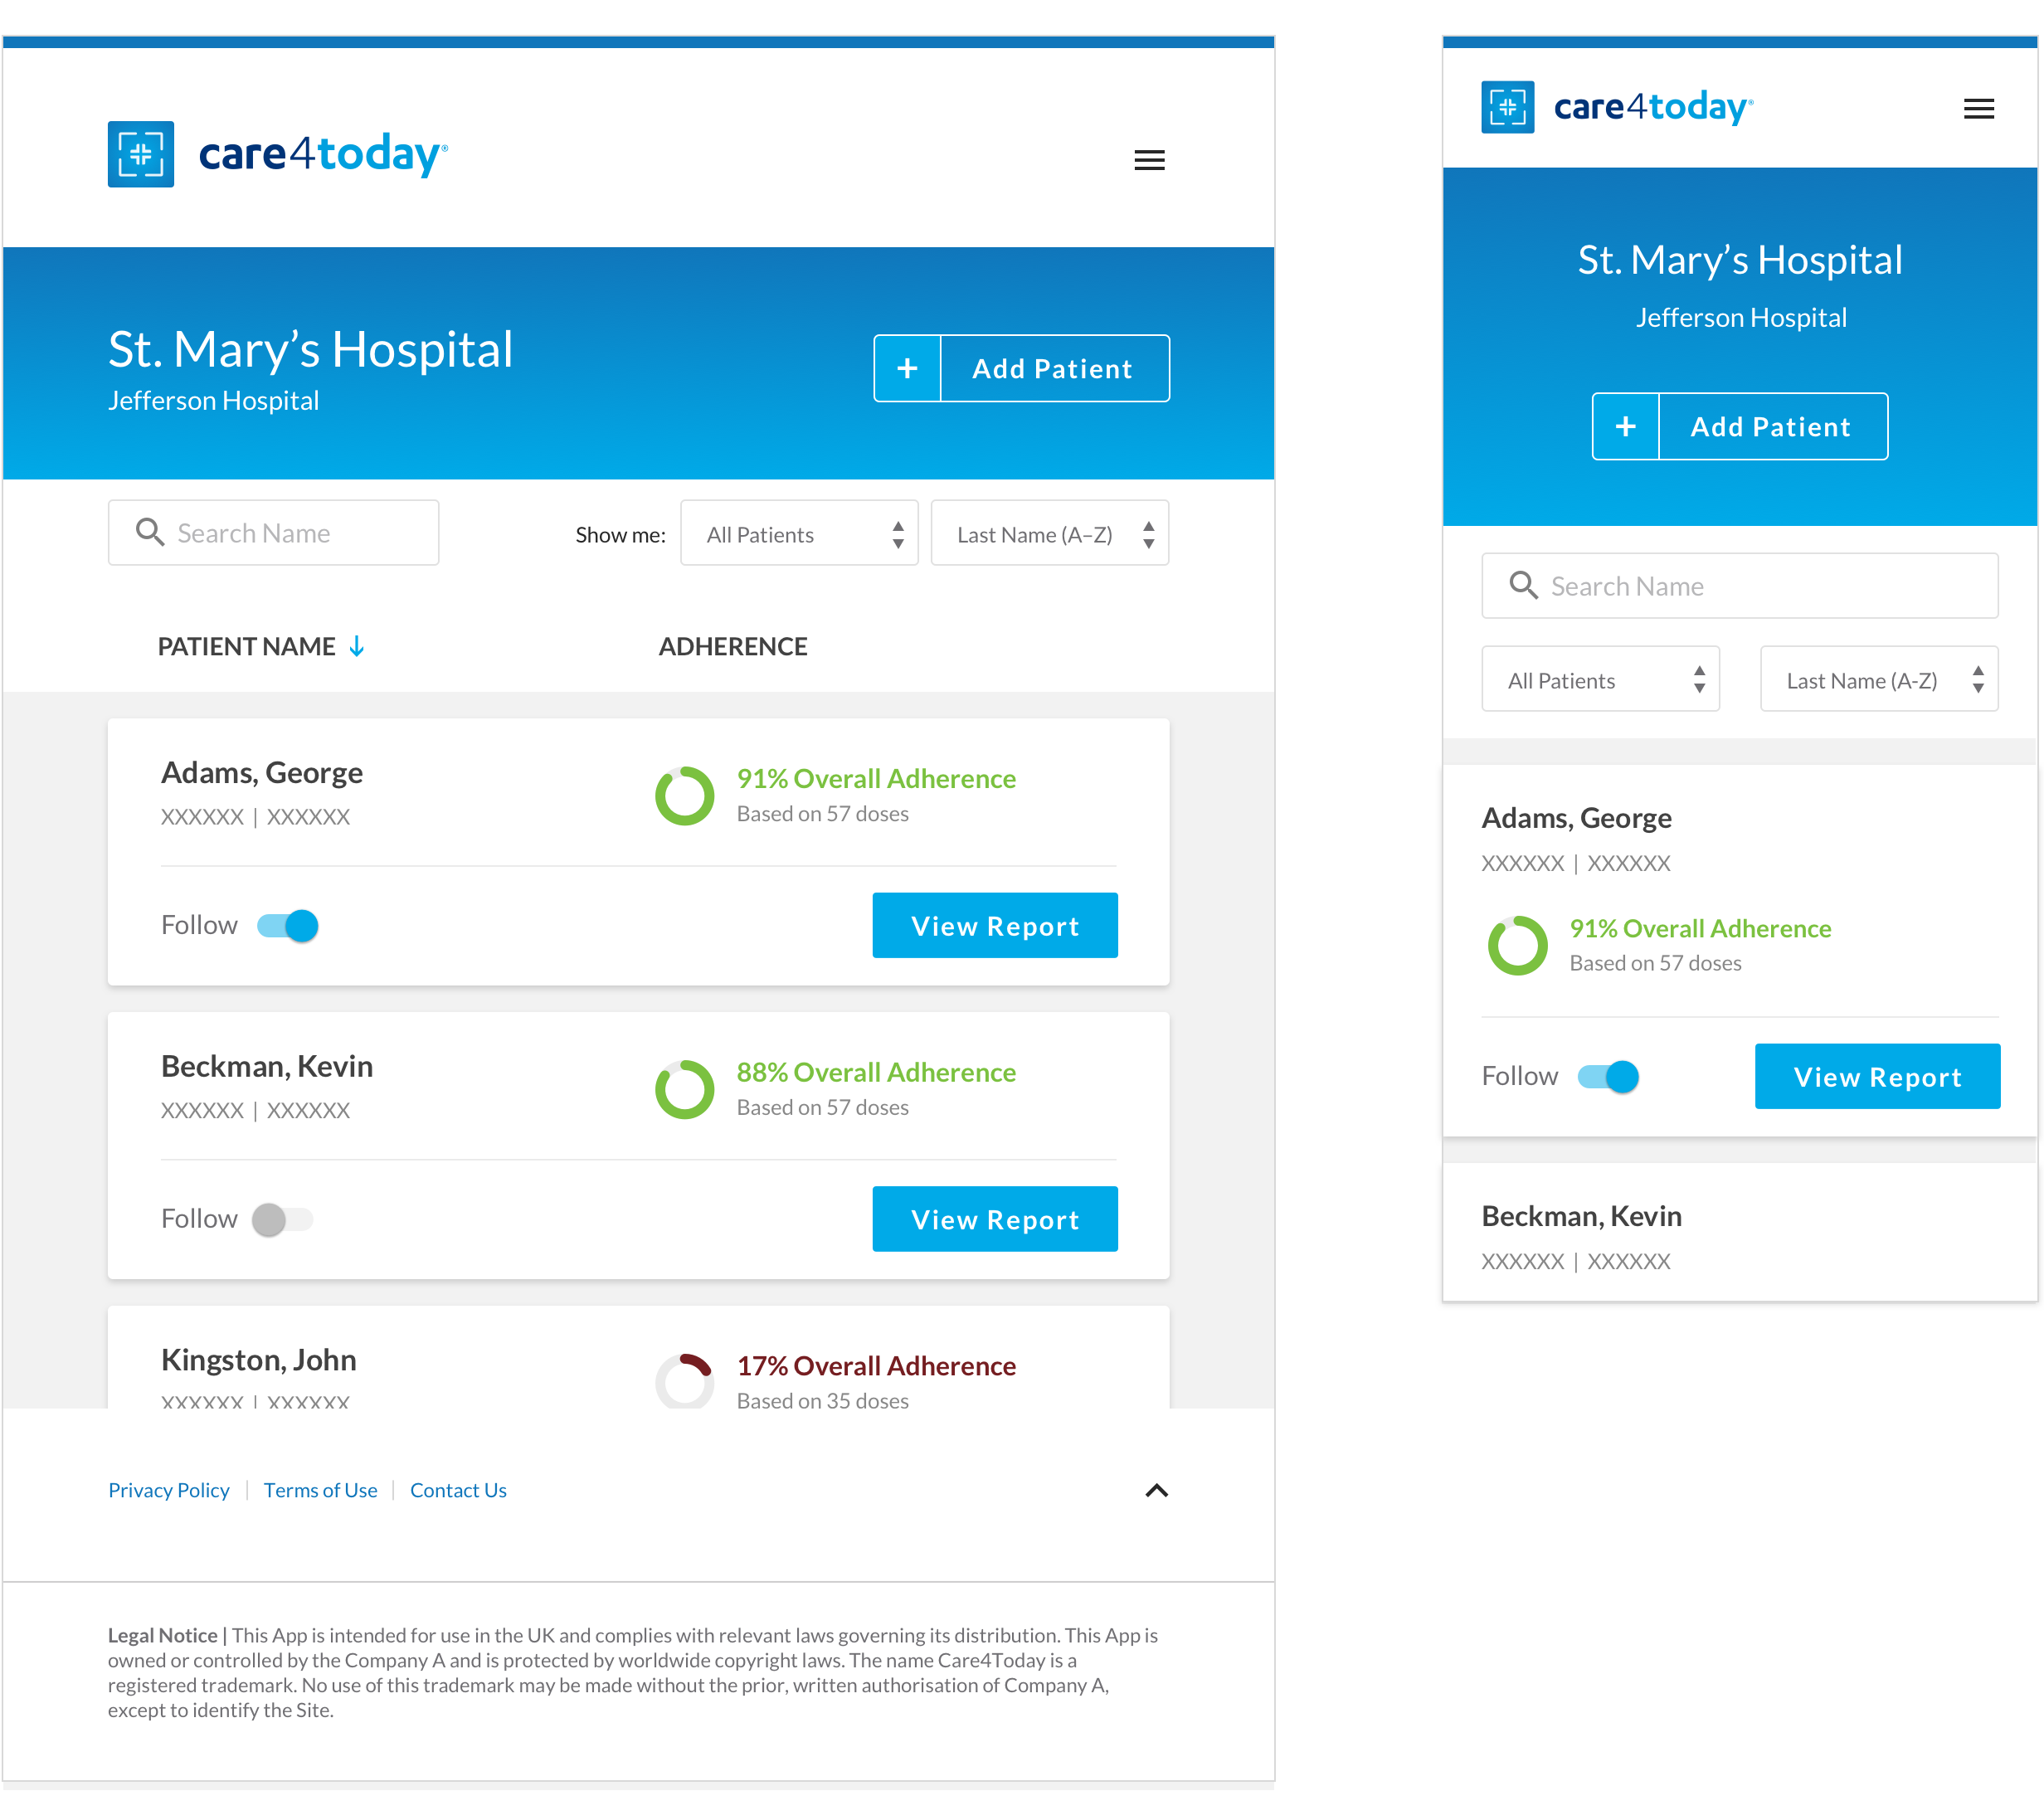 care4today®
St. Mary’s Hospital
Jefferson Hospital
+ Add Patient
Search Name
Show me: All Patients Last Name (A–Z)
PATIENT NAME ADHERENCE
Adams, George
XXXXXX | XXXXXX
91% Overall Adherence
Based on 57 doses
Follow View Report
Beckman, Kevin
XXXXXX | XXXXXX
88% Overall Adherence
Based on 57 doses
Follow View Report
Kingston, John
XXXXXX | XXXXXX
17% Overall Adherence
Based on 35 doses
Privacy Policy | Terms of Use | Contact Us
Legal Notice | This App is intended for use in the UK and complies with relevant laws governing its distribution. This App is
owned or controlled by the Company A and is protected by worldwide copyright laws. The name Care4Today is a
registered trademark. No use of this trademark may be made without the prior, written authorisation of Company A,
except to identify the Site.
care4today®
St. Mary’s Hospital
Jefferson Hospital
+ Add Patient
Search Name
All Patients Last Name (A-Z)
Adams, George
XXXXXX | XXXXXX
91% Overall Adherence
Based on 57 doses
Follow View Report
Beckman, Kevin
XXXXXX | XXXXXX